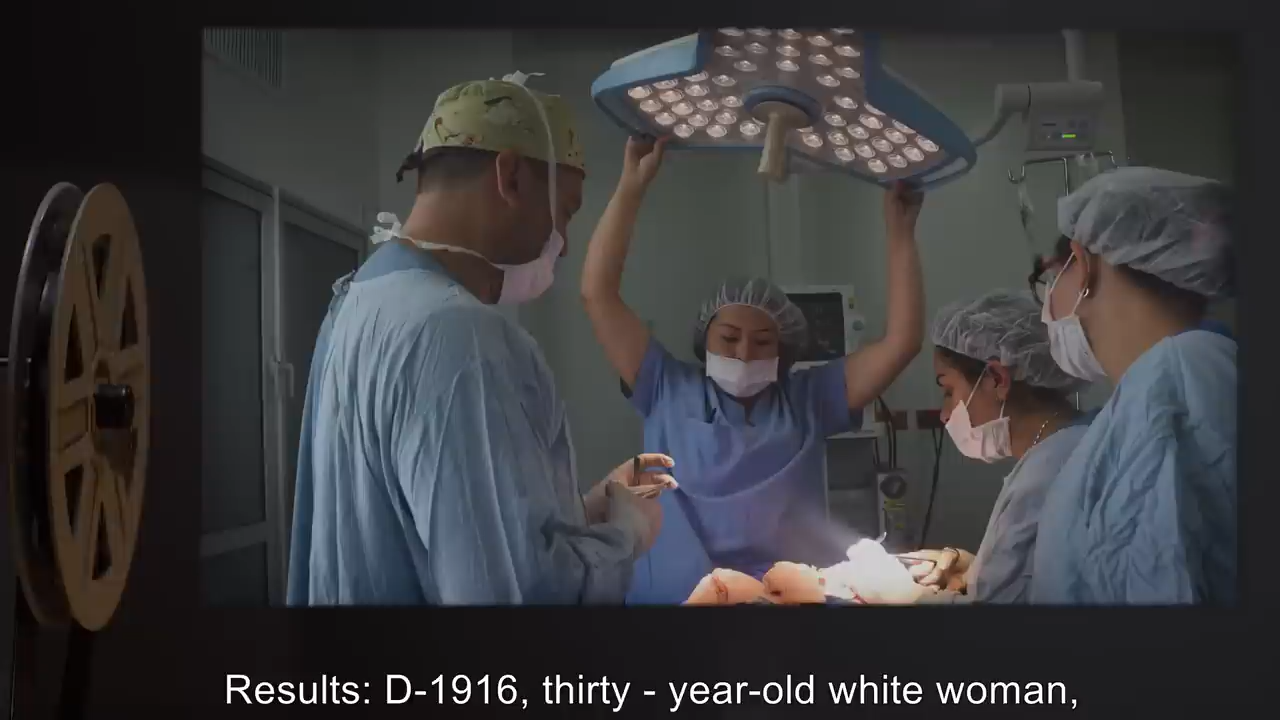 Results: D-1916, thirty - year-old white woman,